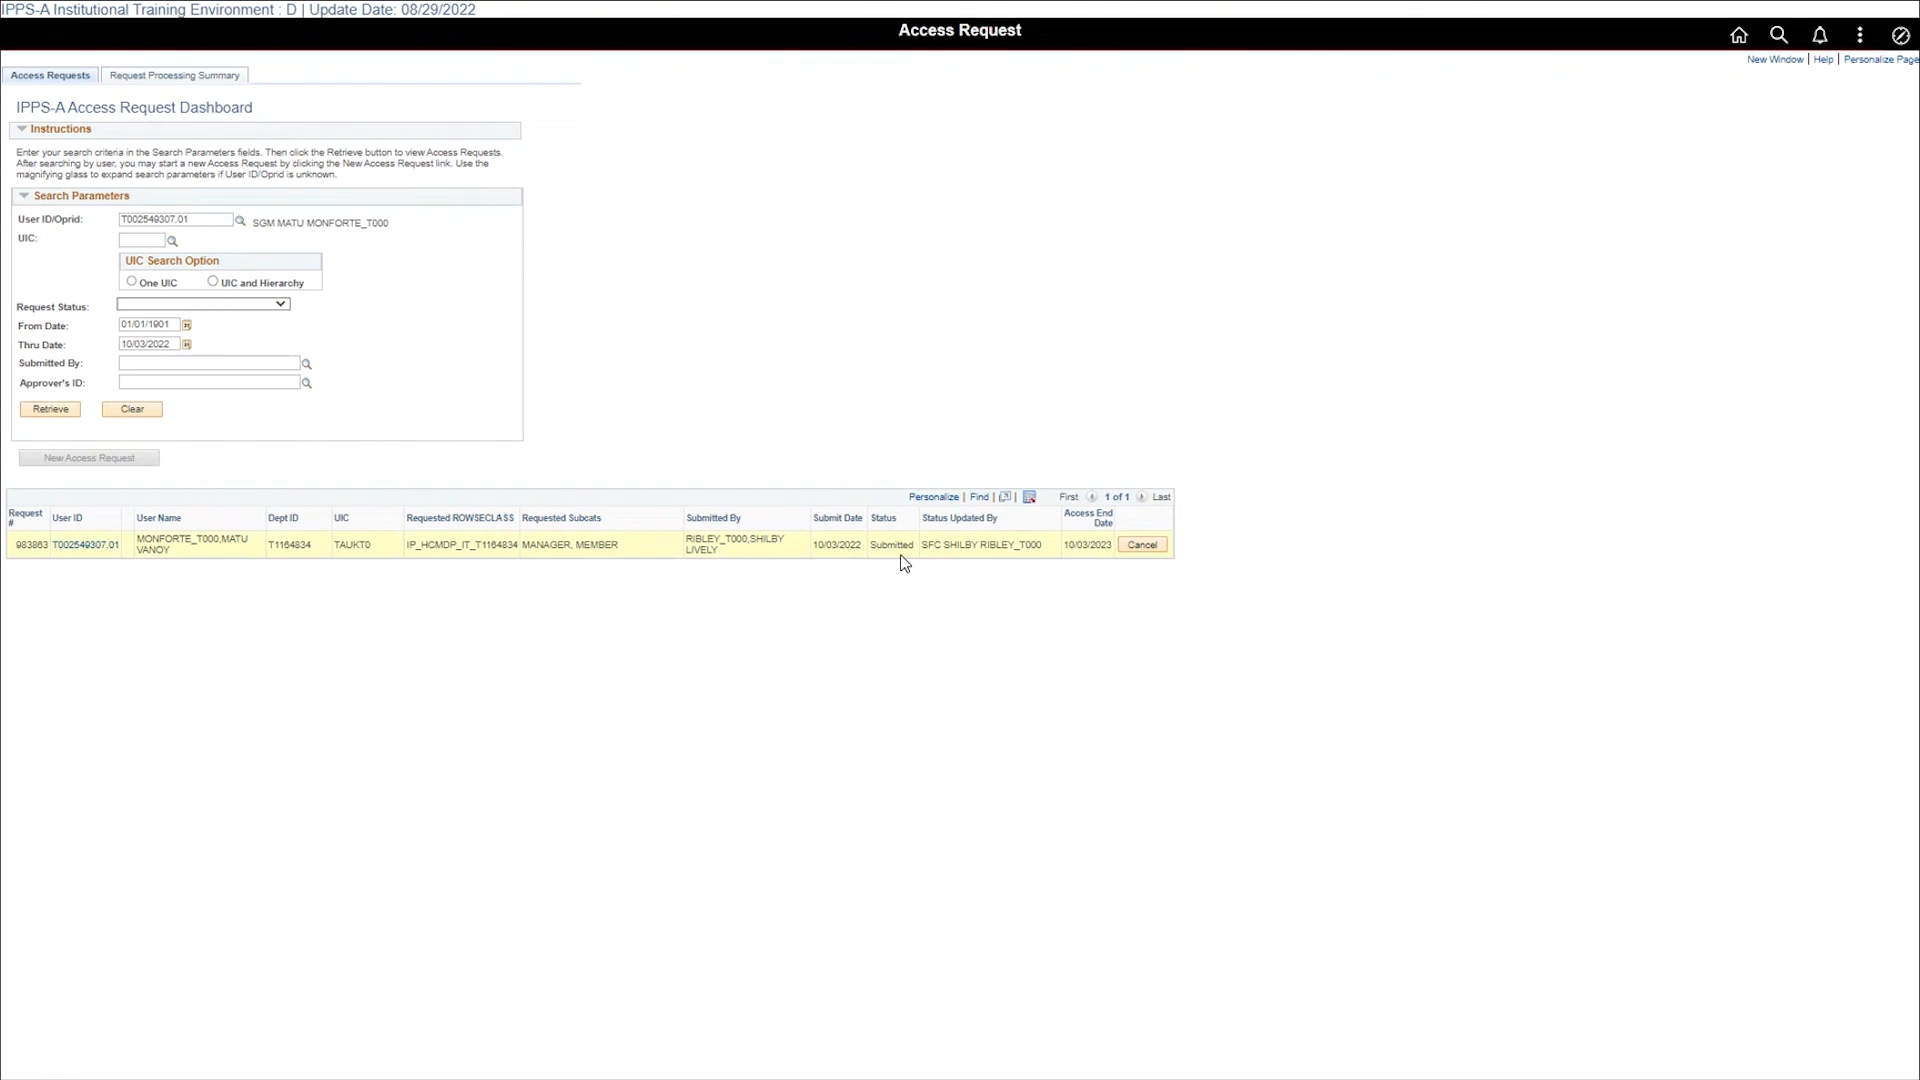 IPPS-A Institutional Training Environment : D | Update Date: 08/29/2022
Access Request
New Window | Help | Personalize Page
Access Requests Request Processing Summary
IPPS-A Access Request Dashboard
Instructions
Enter your search criteria in the Search Parameters fields. Then click the Retrieve button to view Access Requests.
After searching by user, you may start a new Access Request by clicking the New Access Request link. Use the
magnifying glass to expand search parameters if User ID/Oprid is unknown.
Search Parameters
User ID/Oprid: T002549307.01 SGM MATU MONFORTE_T000
UIC:
UIC Search Option
One UIC UIC and Hierarchy
Request Status:
From Date: 01/01/1901
Thru Date: 10/03/2022
Submitted By:
Approver's ID:
Retrieve Clear
New Access Request
Personalize | Find | | First 1 of 1 Last
Request # User ID User Name Dept ID UIC Requested ROWSECLASS Requested Subcats Submitted By Submit Date Status Status Updated By Access End Date
983863 T002549307.01 MONFORTE_T000,MATU VANOY T1164834 TAUKT0 IP_HCMDP_IT_T1164834 MANAGER, MEMBER RIBLEY_T000,SHILBY LIVELY 10/03/2022 Submitted SFC SHILBY RIBLEY_T000 10/03/2023 Cancel